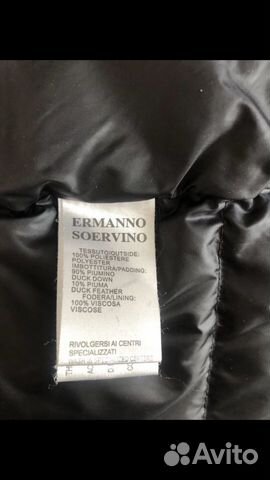 ERMANNO
SOERVINO
TESSUTO/OUTSIDE:
100% POLIESTERE
POLYESTER
IMBOTTITURA/PADDING:
90% PIUMINO
DUCK DOWN
10% PIUMA
DUCK FEATHER
FODERA/LINING:
100% VISCOSA
VISCOSE
RIVOLGERSI AI CENTRI
SPECIALIZZATI
Avito